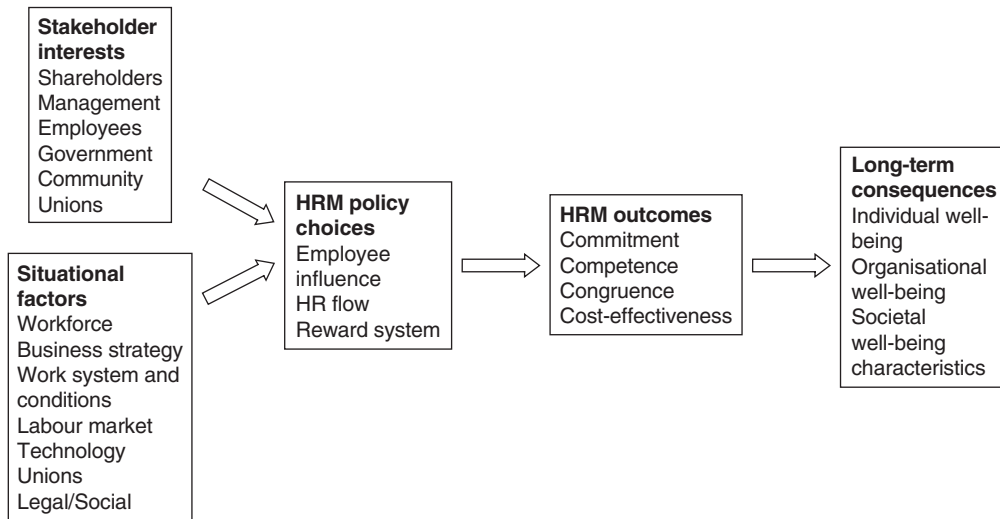 Stakeholder
interests
Shareholders
Management
Employees
Government
Community
Unions
Situational
factors
Workforce
Business strategy
Work system and
conditions
Labour market
Technology
Unions
Legal/Social
HRM policy
choices
Employee
influence
HR flow
Reward system
HRM outcomes
Commitment
Competence
Congruence
Cost-effectiveness
Long-term
consequences
Individual well-
being
Organisational
well-being
Societal
well-being
characteristics